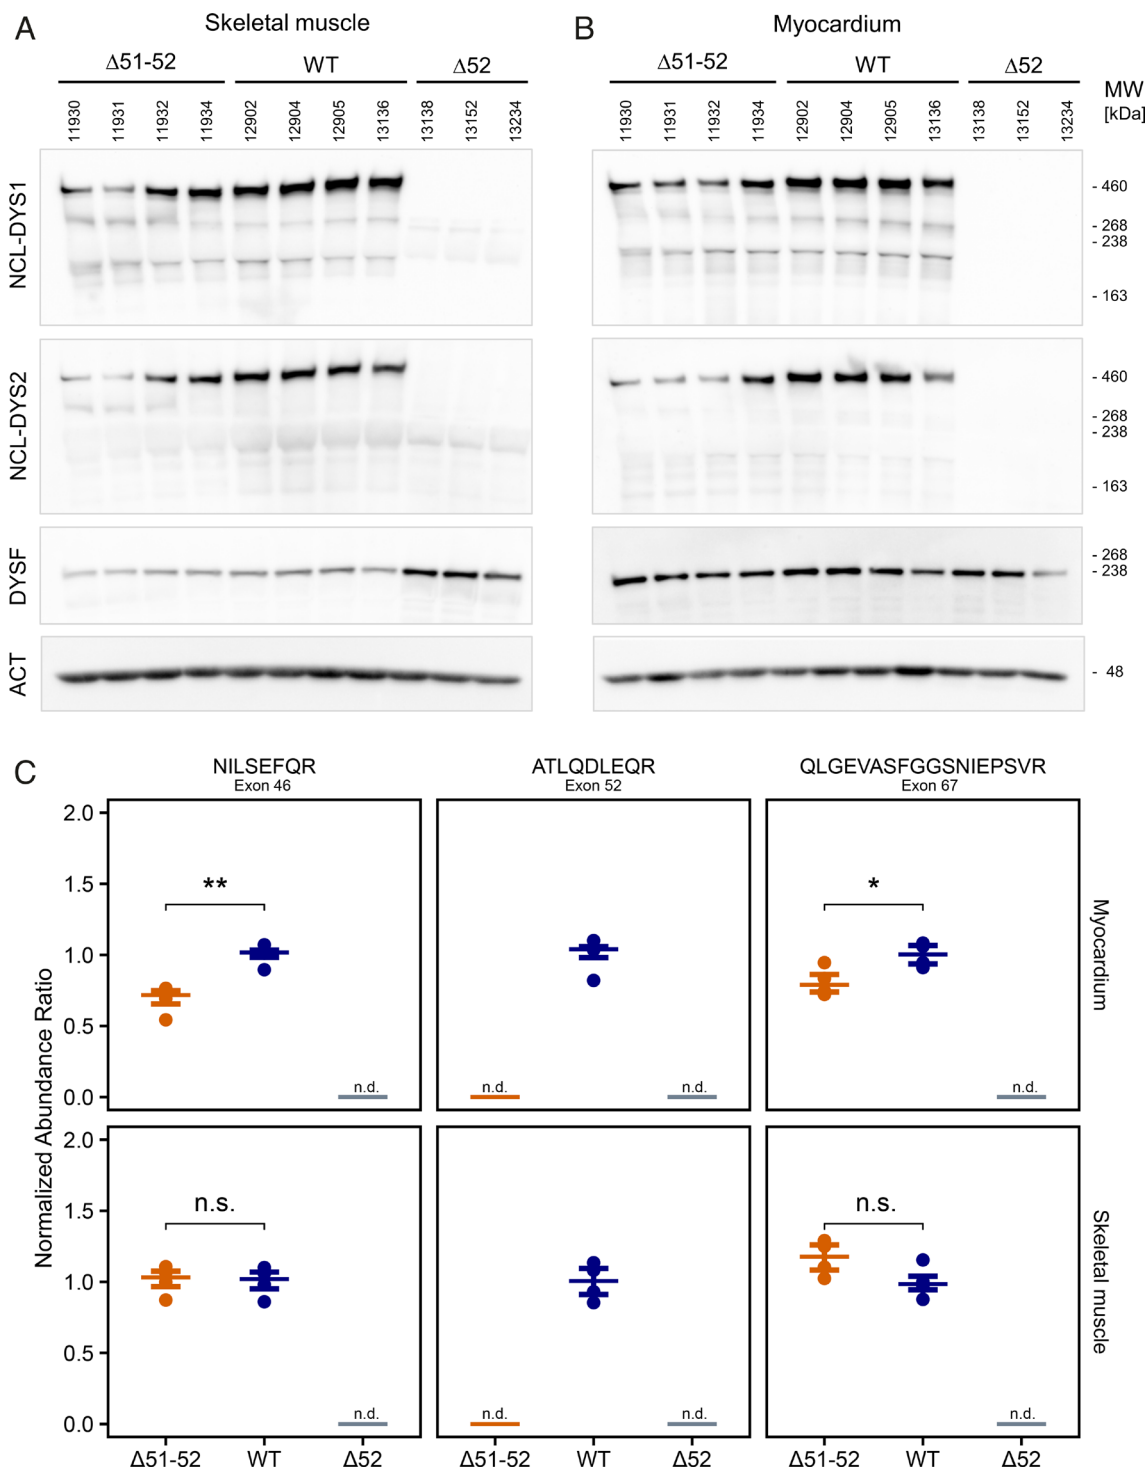 A
Skeletal muscle
Δ51-52
WT
Δ52
11930
11931
11932
11934
12902
12904
12905
13136
13138
13152
13234
NCL-DYS1
NCL-DYS2
DYSF
ACT
B
Myocardium
Δ51-52
WT
Δ52
MW
[kDa]
11930
11931
11932
11934
12902
12904
12905
13136
13138
13152
13234
- 460
- 268
- 238
- 163
- 460
- 268
- 238
- 163
- 268
- 238
- 48
C
NILSEFQR
Exon 46
ATLQDLEQR
Exon 52
QLGEVASFGGSNIEPSVR
Exon 67
Normalized Abundance Ratio
2.0
1.5
1.0
0.5
0.0
**
n.d.
n.d.
n.d.
*
n.d.
Myocardium
2.0
1.5
1.0
0.5
0.0
n.s.
n.d.
n.d.
n.d.
n.s.
n.d.
Skeletal muscle
Δ51-52
WT
Δ52
Δ51-52
WT
Δ52
Δ51-52
WT
Δ52